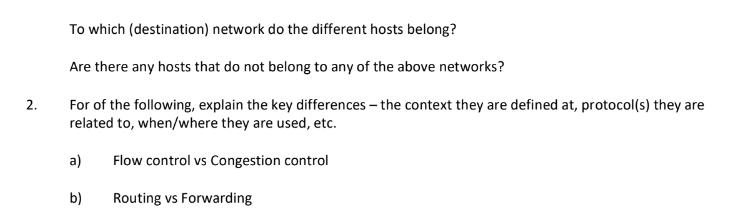 To which (destination) network do the different hosts belong?
Are there any hosts that do not belong to any of the above networks?
2. For of the following, explain the key differences – the context they are defined at, protocol(s) they are
related to, when/where they are used, etc.
a) Flow control vs Congestion control
b) Routing vs Forwarding